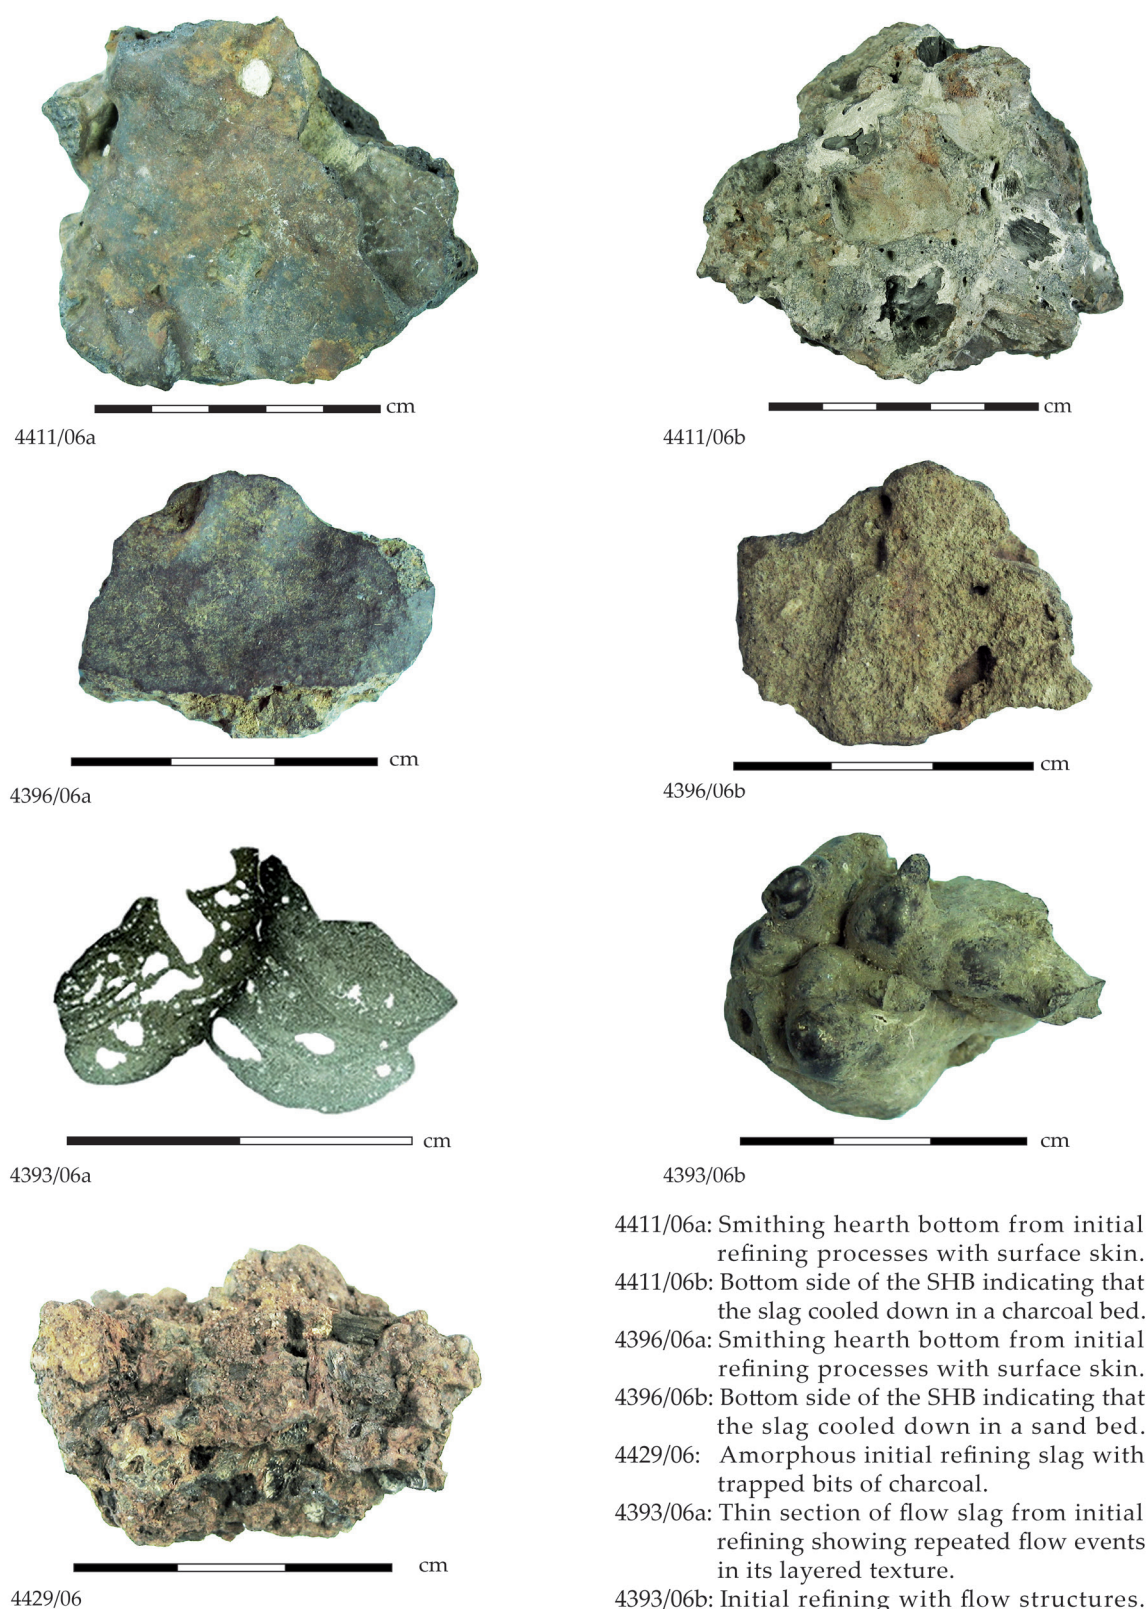 cm
4411/06a
cm
4411/06b
cm
4396/06a
cm
4396/06b
cm
4393/06a
cm
4393/06b
cm
4429/06
4411/06a: Smithing hearth bottom from initial
refining processes with surface skin.
4411/06b: Bottom side of the SHB indicating that
the slag cooled down in a charcoal bed.
4396/06a: Smithing hearth bottom from initial
refining processes with surface skin.
4396/06b: Bottom side of the SHB indicating that
the slag cooled down in a sand bed.
4429/06: Amorphous initial refining slag with
trapped bits of charcoal.
4393/06a: Thin section of flow slag from initial
refining showing repeated flow events
in its layered texture.
4393/06b: Initial refining with flow structures.